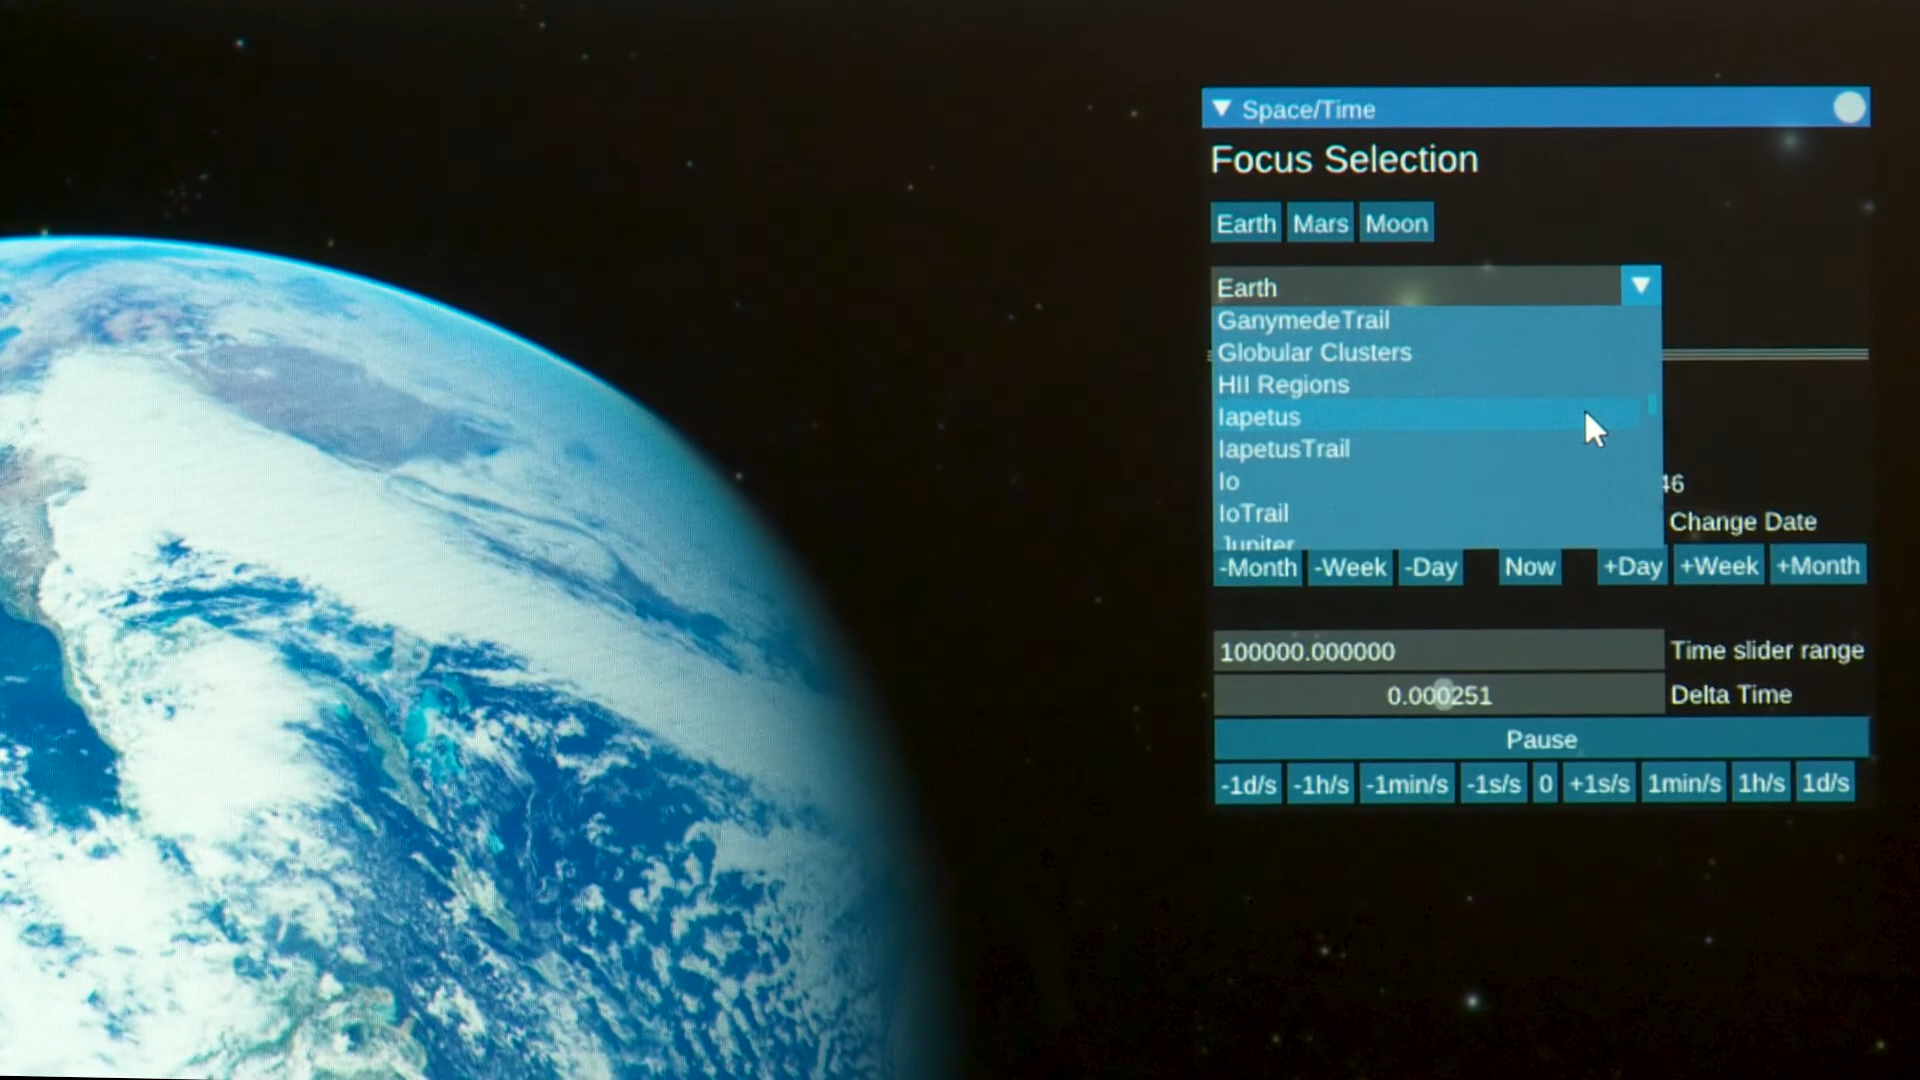 Space/Time
Focus Selection
Earth Mars Moon
Earth
GanymedeTrail
Globular Clusters
HII Regions
Iapetus
IapetusTrail
Io
IoTrail
Jupiter
46
Change Date
-Month -Week -Day Now +Day +Week +Month
100000.000000 Time slider range
0.000251 Delta Time
Pause
-1d/s -1h/s -1min/s -1s/s 0 +1s/s 1min/s 1h/s 1d/s